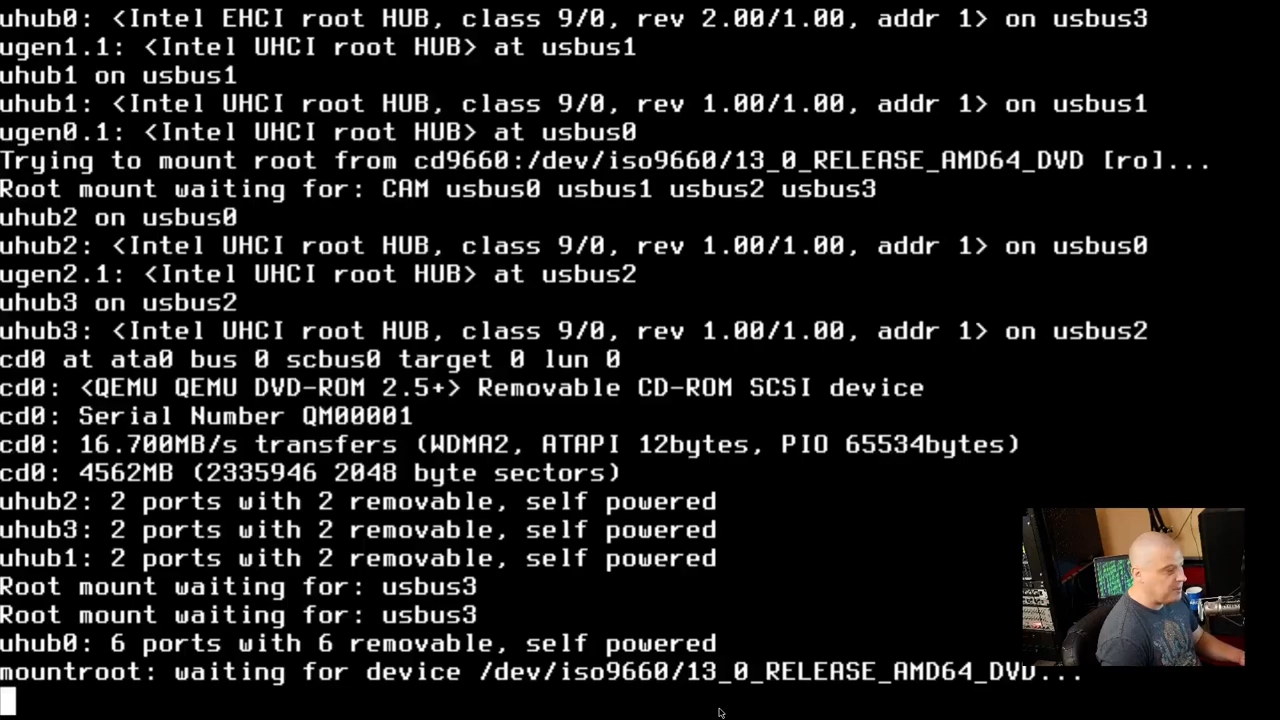 uhub0: <Intel EHCI root HUB, class 9/0, rev 2.00/1.00, addr 1> on usbus3
ugen1.1: <Intel UHCI root HUB> at usbus1
uhub1 on usbus1
uhub1: <Intel UHCI root HUB, class 9/0, rev 1.00/1.00, addr 1> on usbus1
ugen0.1: <Intel UHCI root HUB> at usbus0
Trying to mount root from cd9660:/dev/iso9660/13_0_RELEASE_AMD64_DVD [ro]...
Root mount waiting for: CAM usbus0 usbus1 usbus2 usbus3
uhub2 on usbus0
uhub2: <Intel UHCI root HUB, class 9/0, rev 1.00/1.00, addr 1> on usbus0
ugen2.1: <Intel UHCI root HUB> at usbus2
uhub3 on usbus2
uhub3: <Intel UHCI root HUB, class 9/0, rev 1.00/1.00, addr 1> on usbus2
cd0 at ata0 bus 0 scbus0 target 0 lun 0
cd0: <QEMU QEMU DVD-ROM 2.5+> Removable CD-ROM SCSI device
cd0: Serial Number QM00001
cd0: 16.700MB/s transfers (WDMA2, ATAPI 12bytes, PIO 65534bytes)
cd0: 4562MB (2335946 2048 byte sectors)
uhub2: 2 ports with 2 removable, self powered
uhub3: 2 ports with 2 removable, self powered
uhub1: 2 ports with 2 removable, self powered
Root mount waiting for: usbus3
Root mount waiting for: usbus3
uhub0: 6 ports with 6 removable, self powered
mountroot: waiting for device /dev/iso9660/13_0_RELEASE_AMD64_DVD...